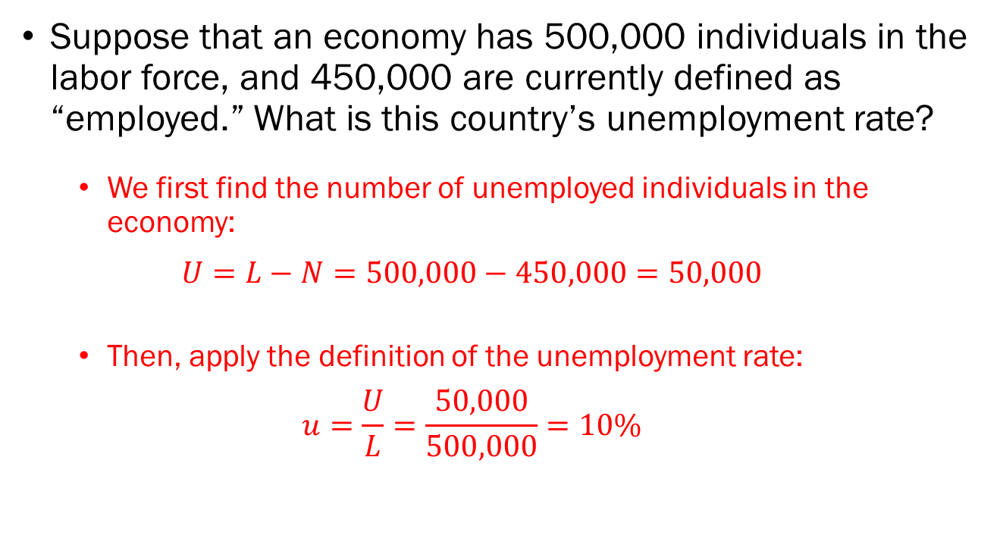 • Suppose that an economy has 500,000 individuals in the
labor force, and 450,000 are currently defined as
“employed.” What is this country’s unemployment rate?
• We first find the number of unemployed individuals in the
economy:
𝑈 = 𝐿 − 𝑁 = 500,000 − 450,000 = 50,000
• Then, apply the definition of the unemployment rate:
𝑢 = 𝑈/𝐿 = 50,000/500,000 = 10%